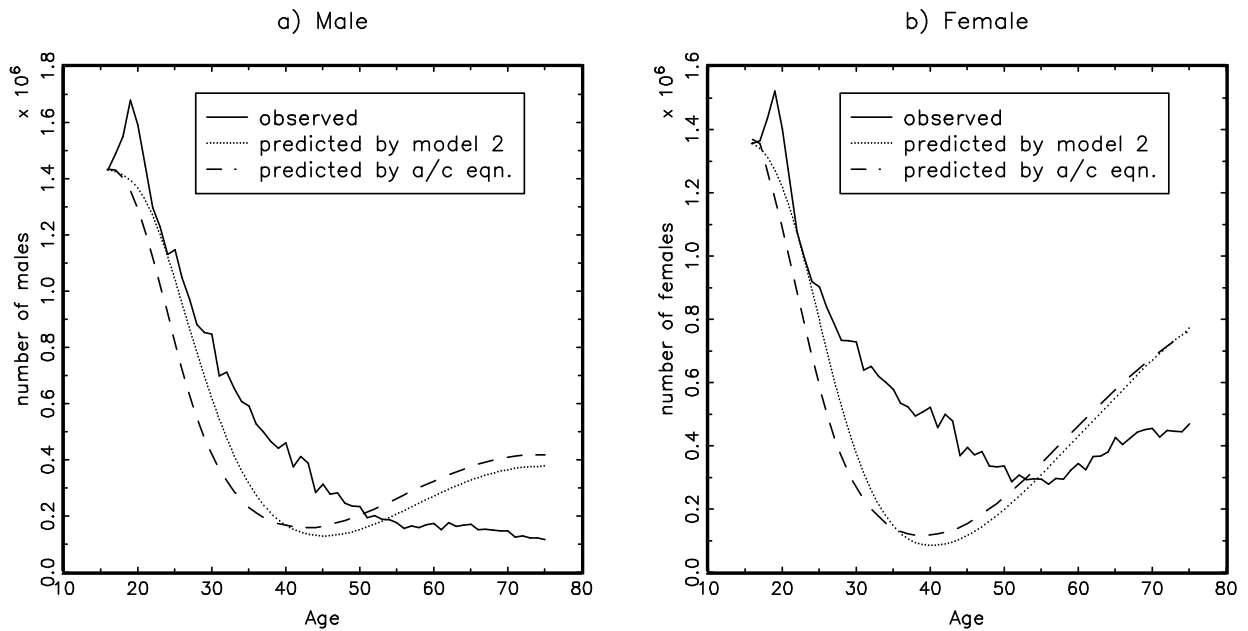 a) Male
x 10⁶
number of males
0.0 0.2 0.4 0.6 0.8 1.0 1.2 1.4 1.6 1.8
observed
predicted by model 2
predicted by a/c eqn.
10 20 30 40 50 60 70 80
Age
b) Female
x 10⁶
number of females
0.0 0.2 0.4 0.6 0.8 1.0 1.2 1.4 1.6
observed
predicted by model 2
predicted by a/c eqn.
10 20 30 40 50 60 70 80
Age